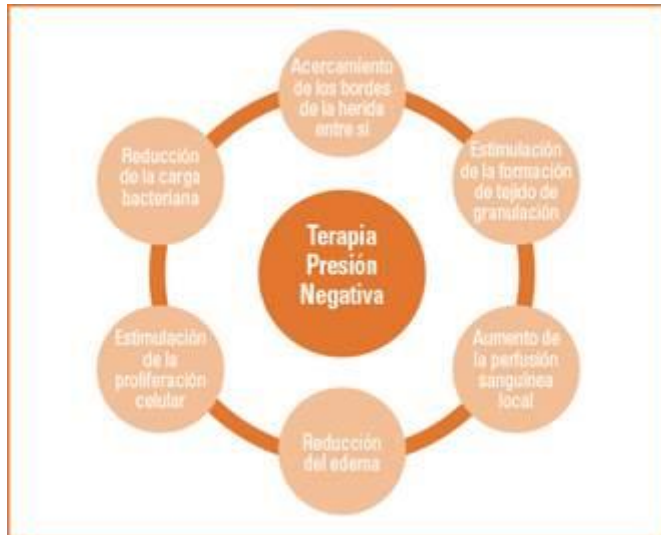 Acercamiento
de los bordes
de la herida
entre sí
Estimulación
de la formación
de tejido de
granulación
Aumento de
la perfusión
sanguínea
local
Reducción
del edema
Estimulación
de la
proliferación
celular
Reducción
de la carga
bacteriana
Terapia
Presión
Negativa